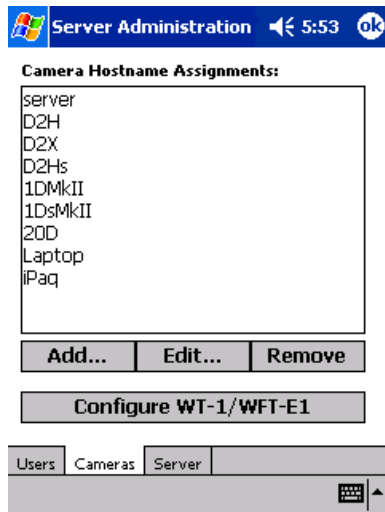 Server Administration 5:53 ok
Camera Hostname Assignments:
server
D2H
D2X
D2Hs
1DMkII
1DsMkII
20D
Laptop
iPaq
Add... Edit... Remove
Configure WT-1/WFT-E1
Users Cameras Server